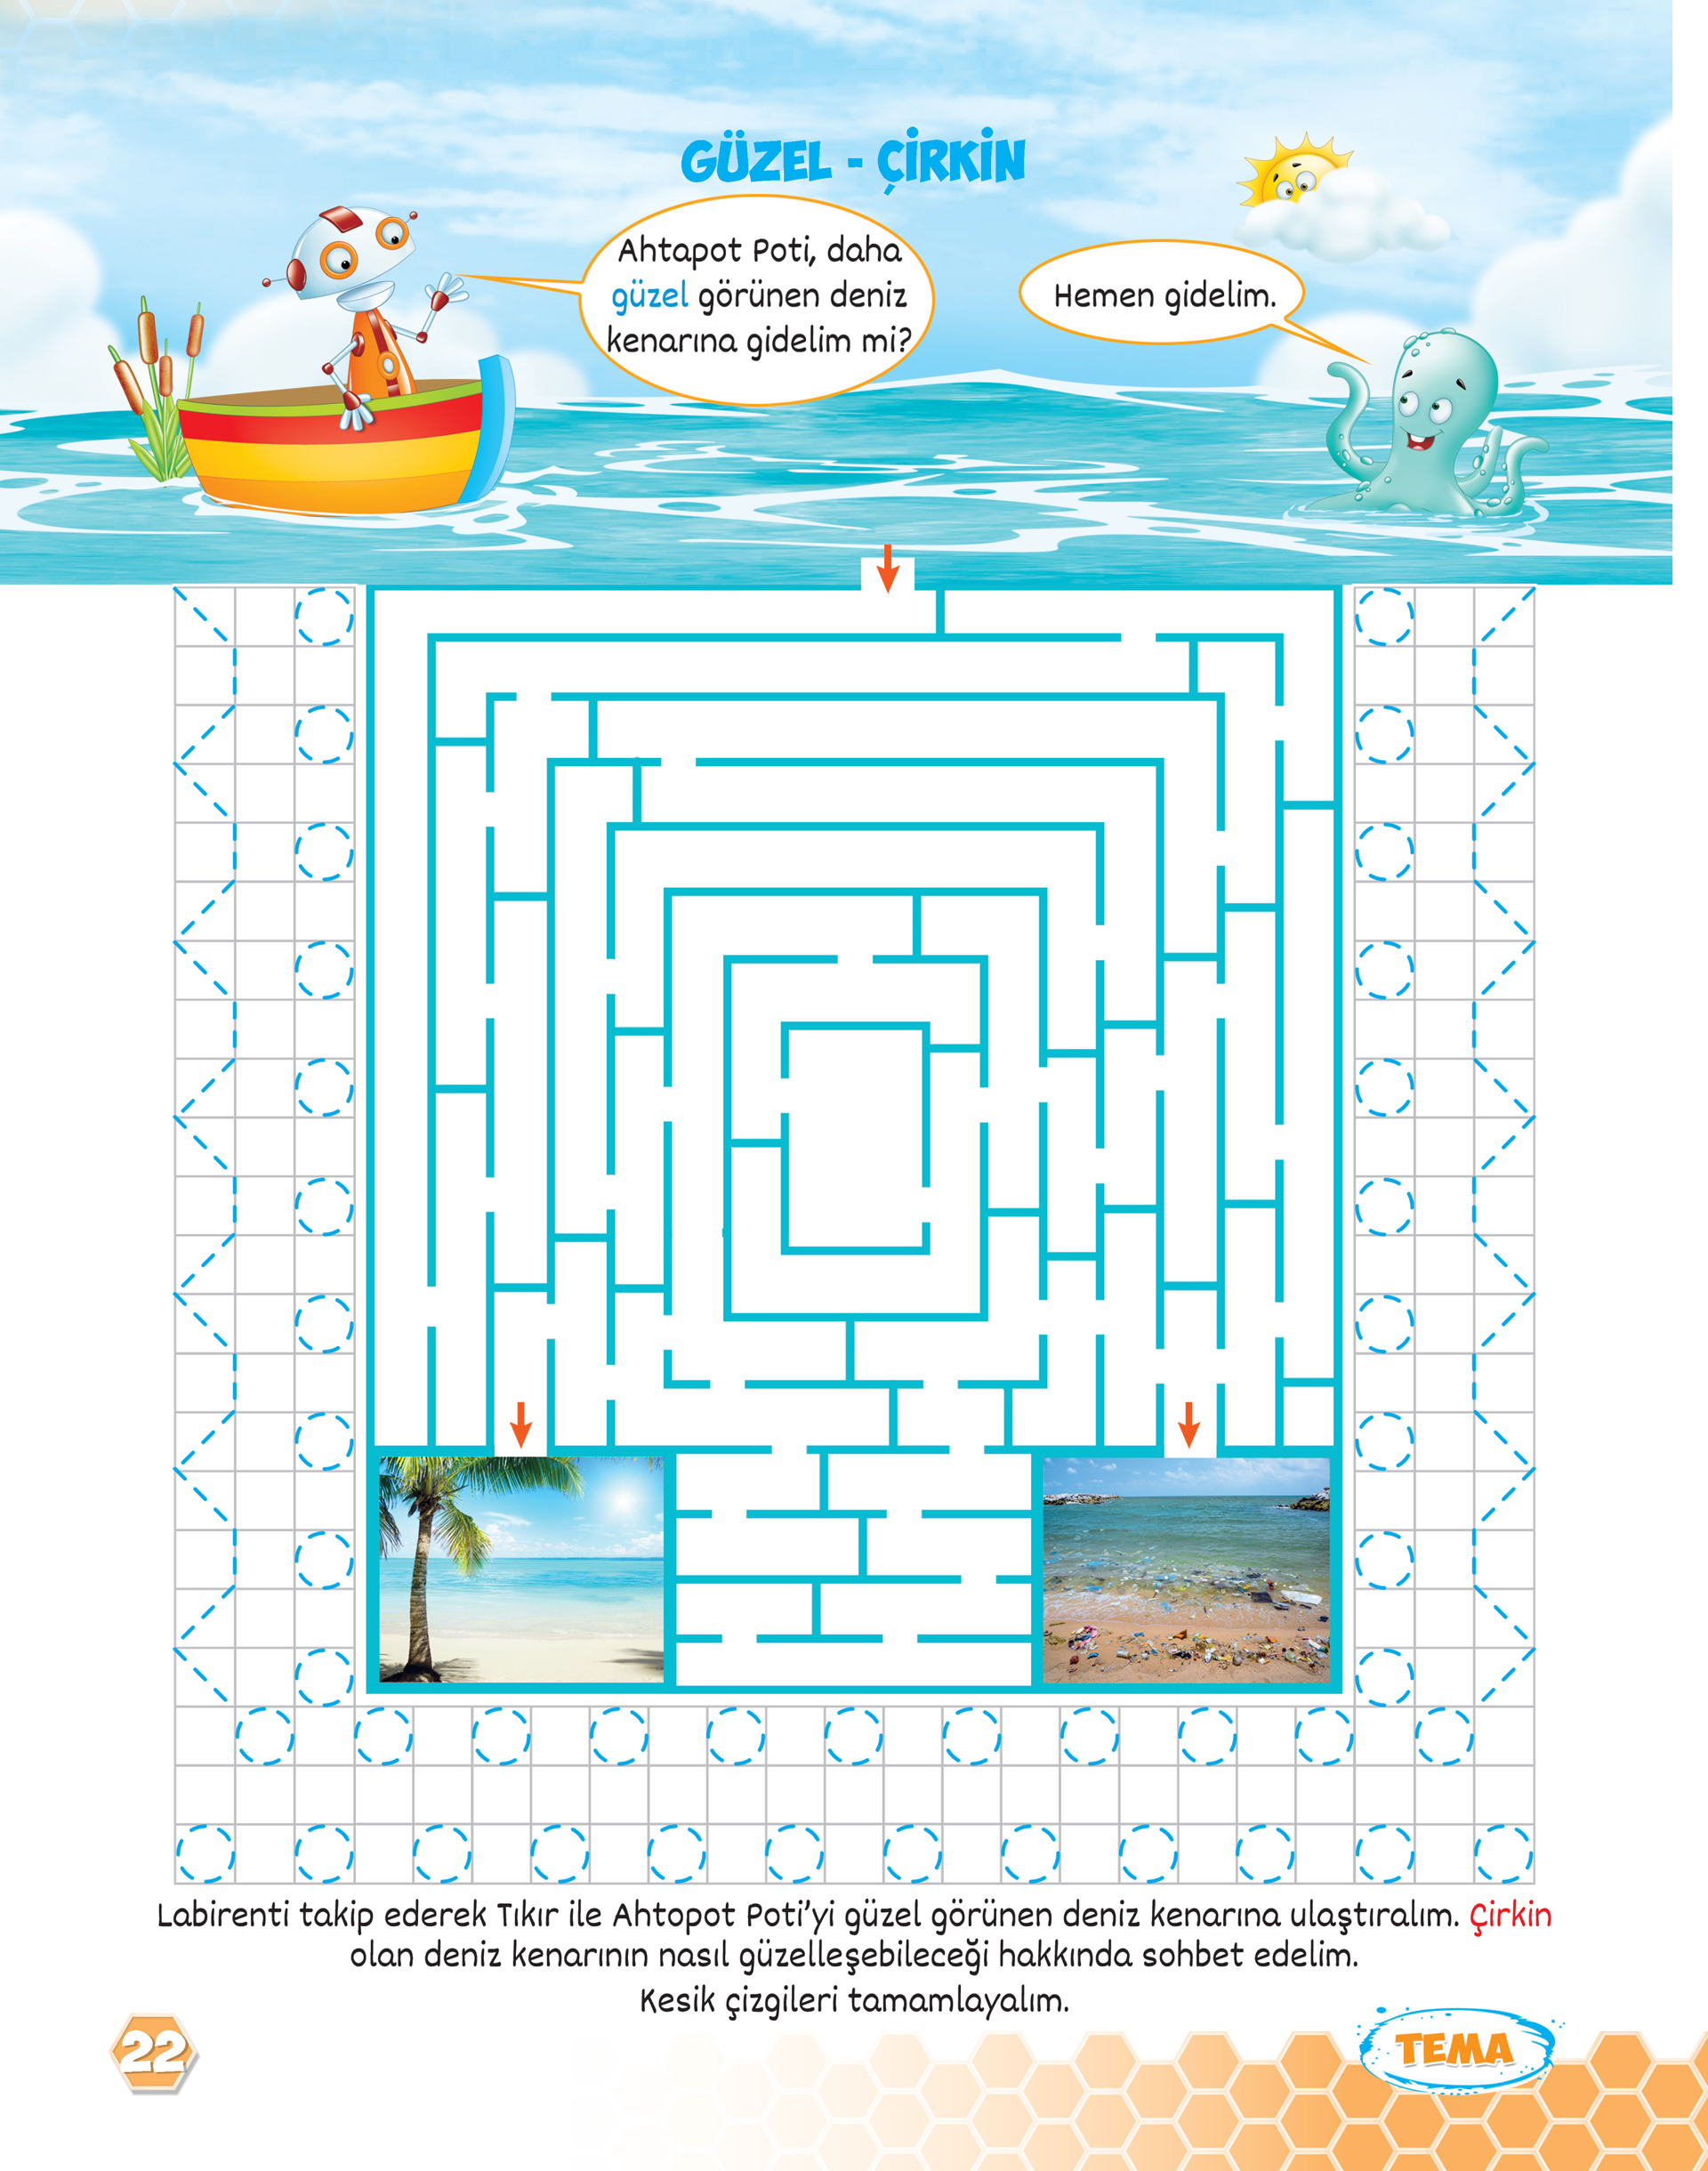 GÜZEL - ÇİRKİN
Ahtapot Poti, daha
güzel görünen deniz
kenarına gidelim mi?
Hemen gidelim.
Labirenti takip ederek Tıkır ile Ahtopot Poti'yi güzel görünen deniz kenarına ulaştıralım. Çirkin
olan deniz kenarının nasıl güzelleşebileceği hakkında sohbet edelim.
Kesik çizgileri tamamlayalım.
22
TEMA